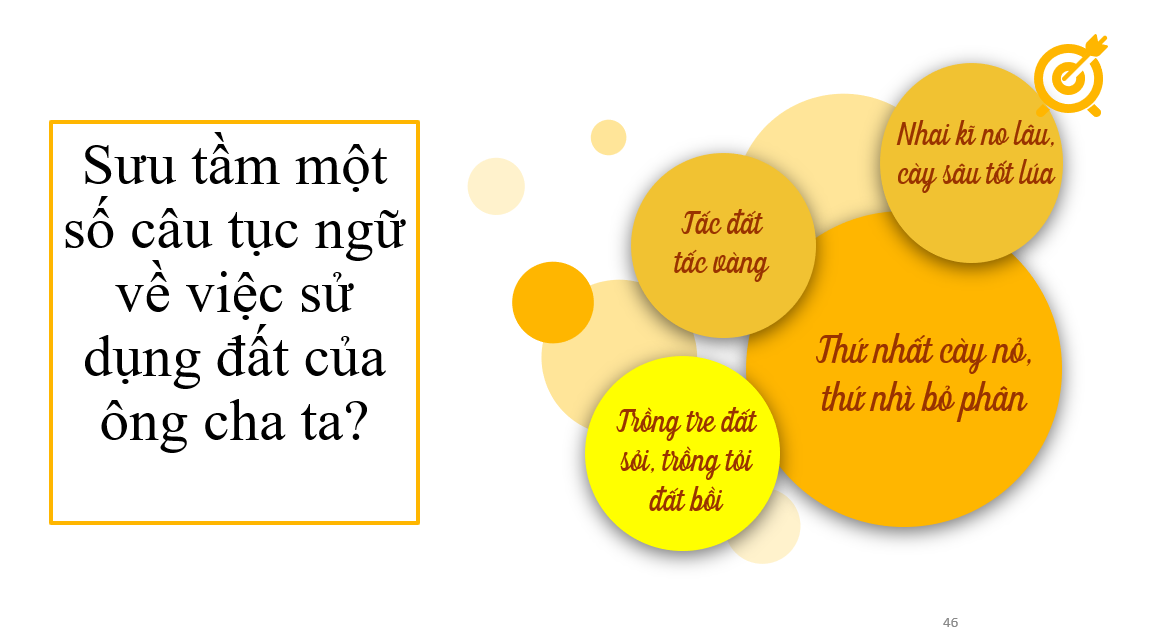 Sưu tầm một
số câu tục ngữ
về việc sử
dụng đất của
ông cha ta?
Nhai kĩ no lâu,
cày sâu tốt lúa
Tấc đất
tấc vàng
Thứ nhất cày nỏ,
thứ nhì bỏ phân
Trồng tre đất
sỏi, trồng tỏi
đất bồi
46